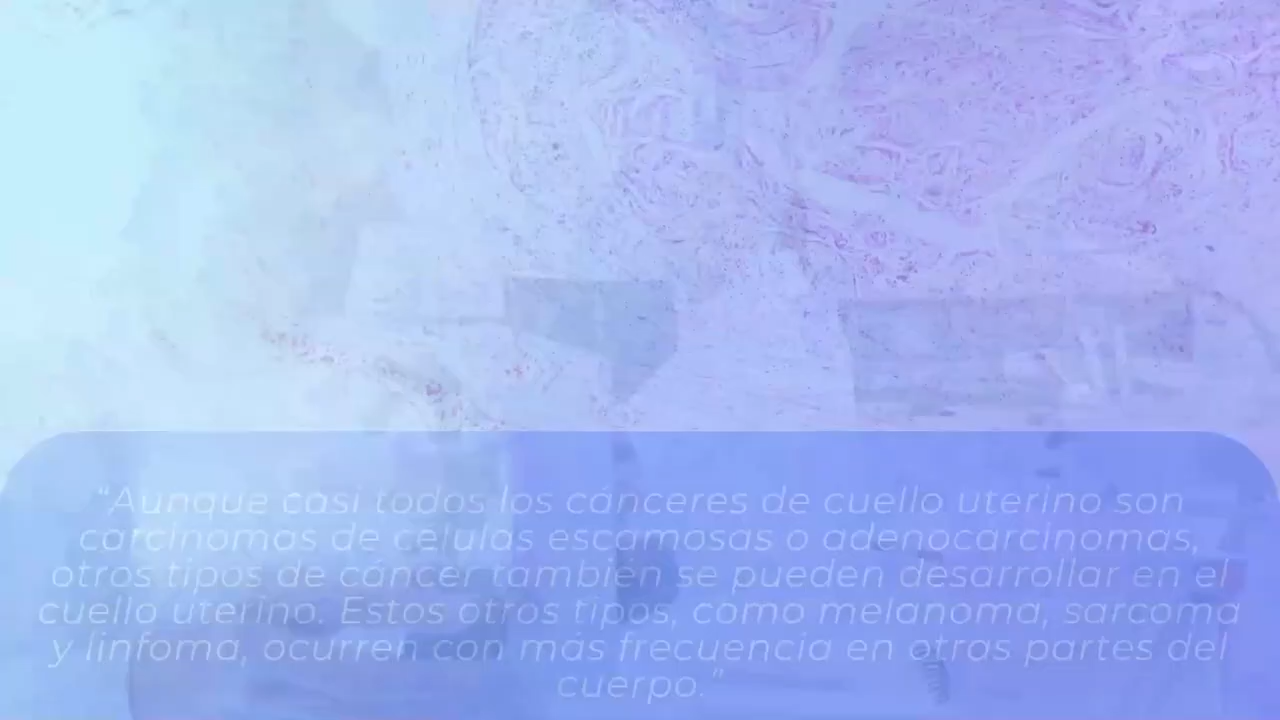 “Aunque casi todos los cánceres de cuello uterino son
carcinomas de células escamosas o adenocarcinomas,
otros tipos de cáncer también se pueden desarrollar en el
cuello uterino. Estos otros tipos, como melanoma, sarcoma
y linfoma, ocurren con más frecuencia en otras partes del
cuerpo.”